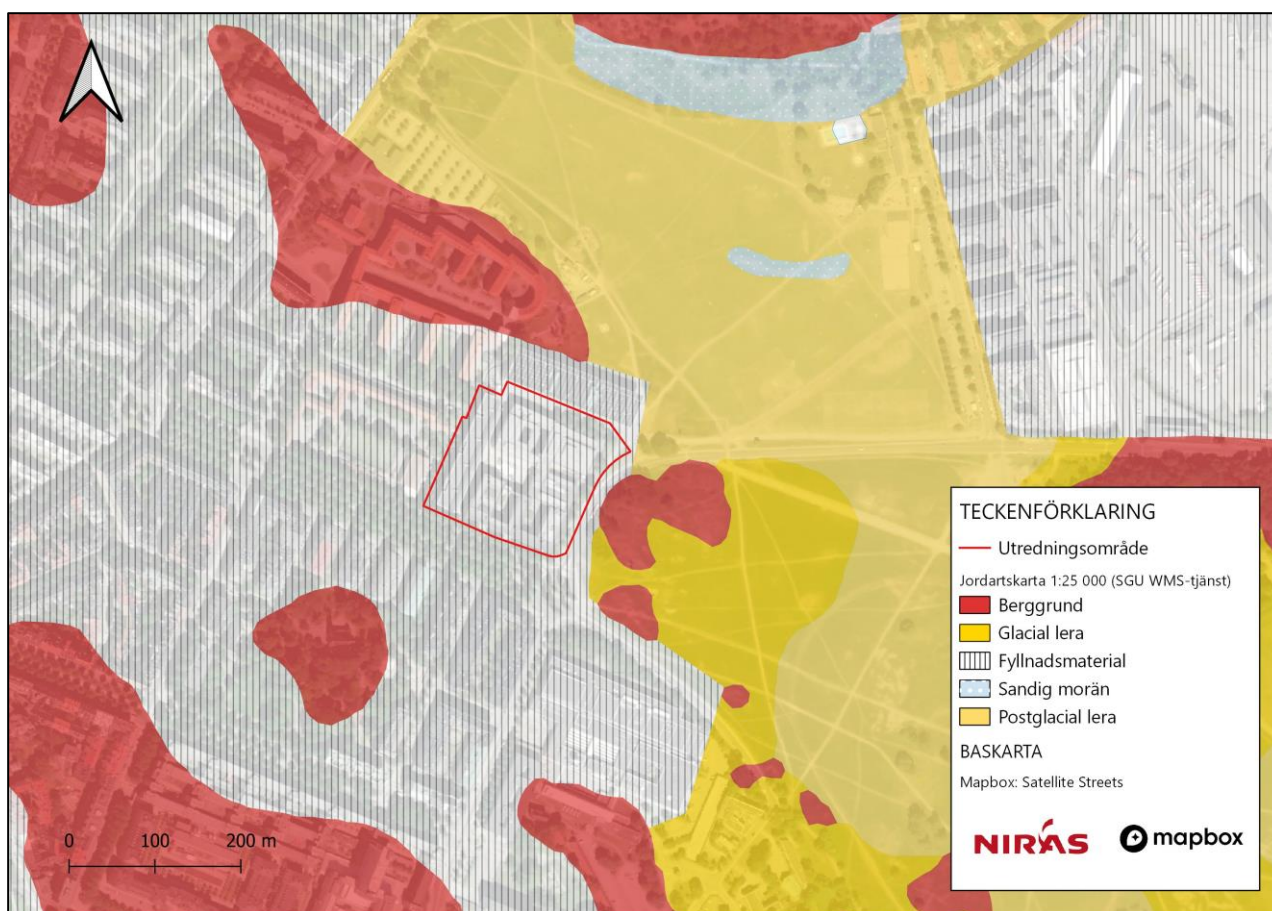 TECKENFÖRKLARING
Utredningsområde
Jordartskarta 1:25 000 (SGU WMS-tjänst)
Berggrund
Glacial lera
Fyllnadsmaterial
Sandig morän
Postglacial lera
BASKARTA
Mapbox: Satellite Streets
NIRÁS mapbox
0 100 200 m